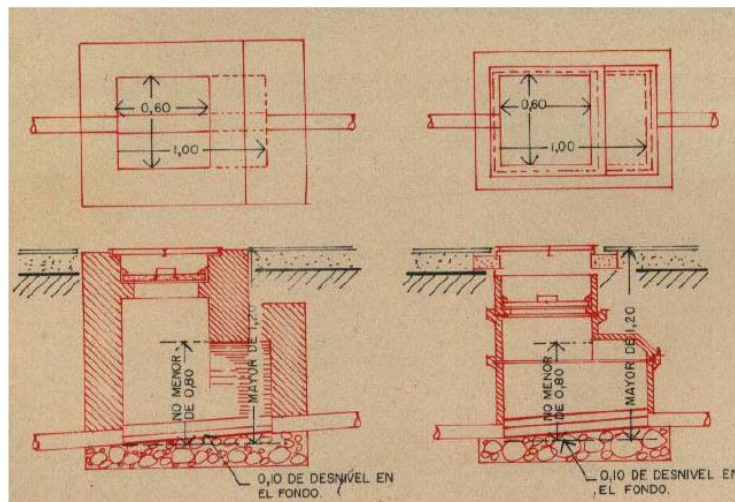 0,60
1,00
0,60
1,00
NO MENOR
DE 0,80
MAYOR DE 1,20
0,10 DE DESNIVEL EN
EL FONDO.
NO MENOR
DE 0,80
MAYOR DE 1,20
0,10 DE DESNIVEL EN
EL FONDO.